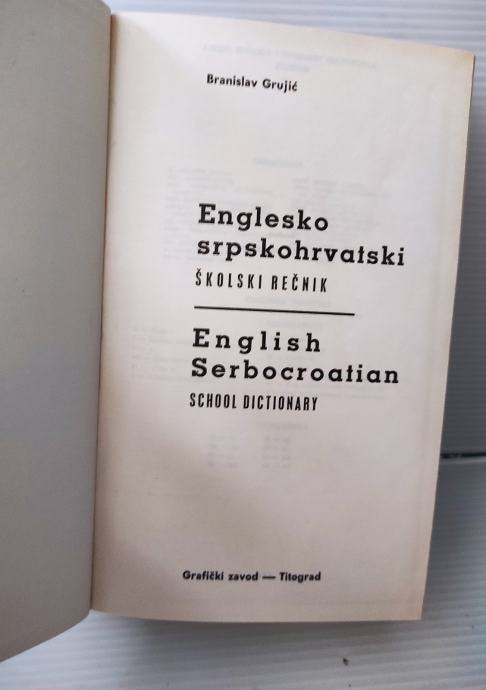 Branislav Grujić
Englesko
srpskohrvatski
ŠKOLSKI REČNIK
English
Serbocroatian
SCHOOL DICTIONARY
Grafički zavod — Titograd